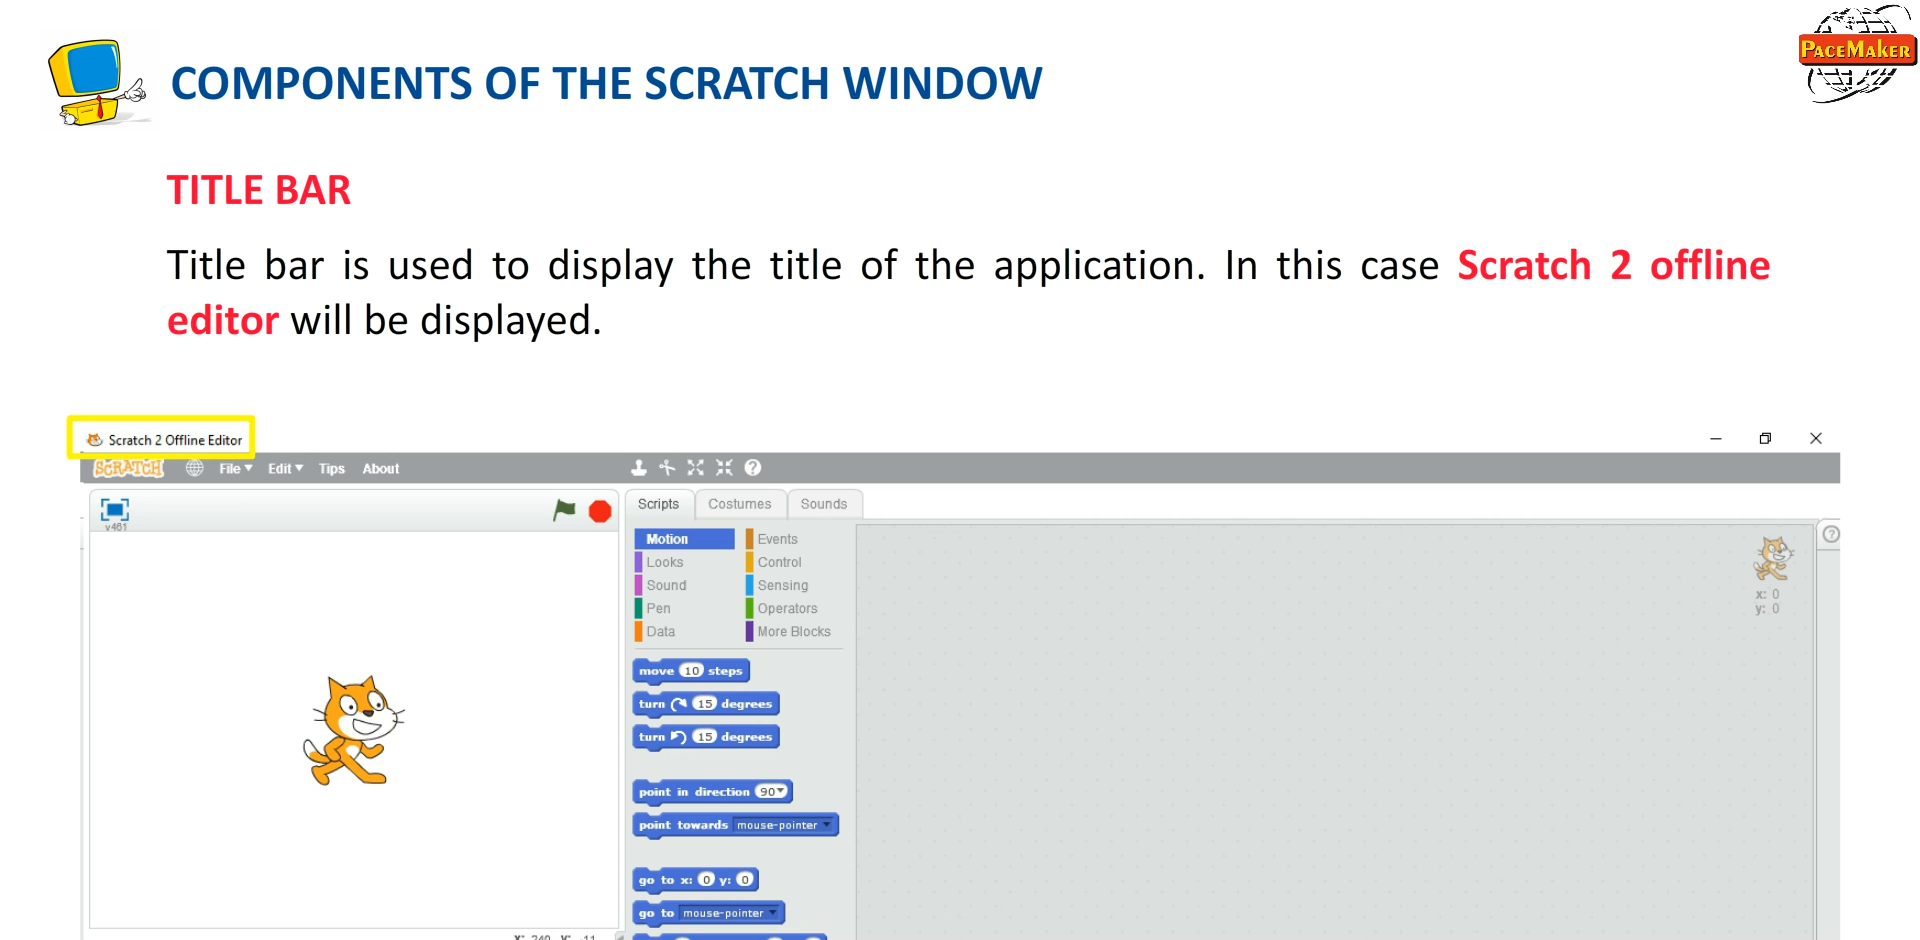 PACEMAKER
COMPONENTS OF THE SCRATCH WINDOW
TITLE BAR
Title bar is used to display the title of the application. In this case Scratch 2 offline
editor will be displayed.
Scratch 2 Offline Editor
SCRATCH File Edit Tips About
v461
Scripts Costumes Sounds
Motion Events
Looks Control
Sound Sensing
Pen Operators
Data More Blocks
x: 0
y: 0
move 10 steps
turn 15 degrees
turn 15 degrees
point in direction 90
point towards mouse-pointer
go to x: 0 y: 0
go to mouse-pointer